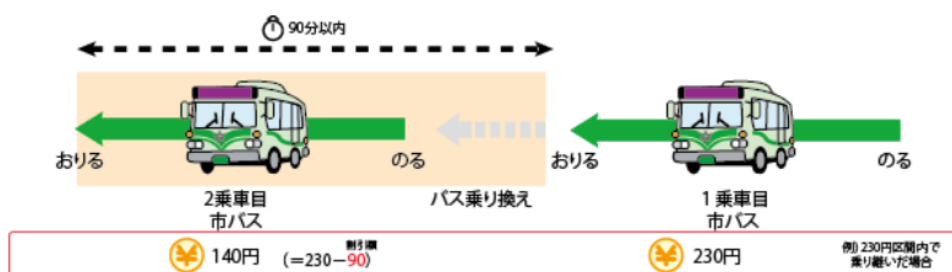 90分以内
おりる
のる
おりる
のる
2乗車目
市バス
バス乗り換え
1乗車目
市バス
140円
割引額
(=230-90)
230円
例) 230円区間内で
乗り継いだ場合